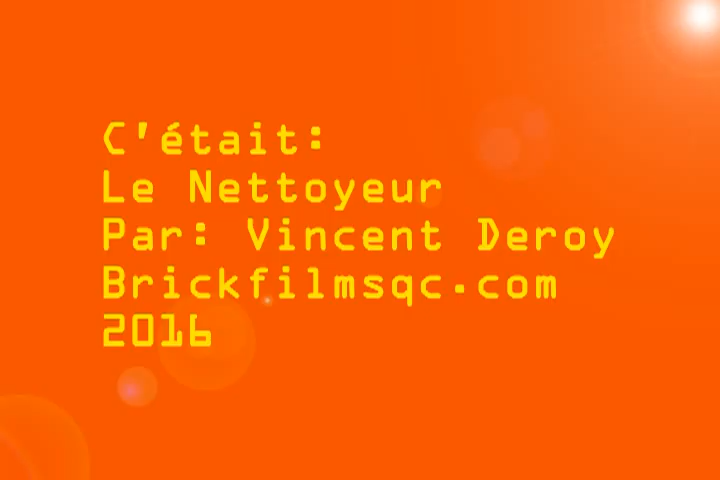 C'était:
Le Nettoyeur
Par: Vincent Deroy
Brickfilmsqc.com
2016